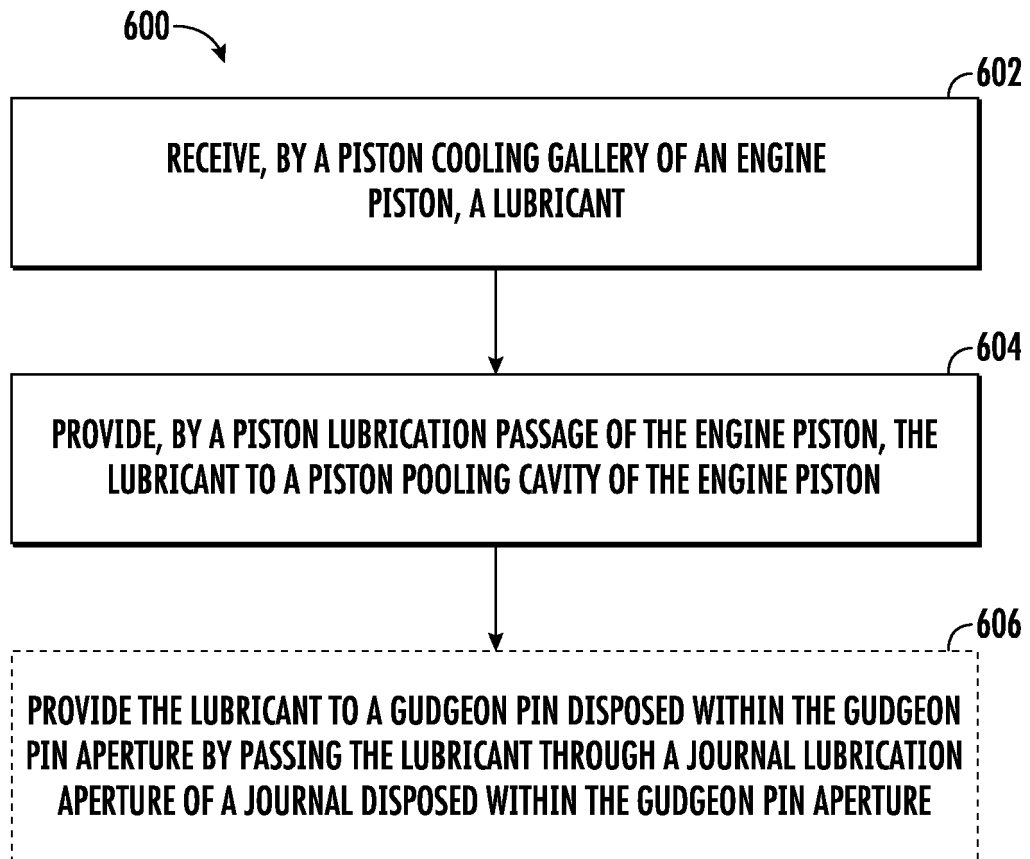 600
602
RECEIVE, BY A PISTON COOLING GALLERY OF AN ENGINE
PISTON, A LUBRICANT
604
PROVIDE, BY A PISTON LUBRICATION PASSAGE OF THE ENGINE PISTON, THE
LUBRICANT TO A PISTON POOLING CAVITY OF THE ENGINE PISTON
606
PROVIDE THE LUBRICANT TO A GUDGEON PIN DISPOSED WITHIN THE GUDGEON
PIN APERTURE BY PASSING THE LUBRICANT THROUGH A JOURNAL LUBRICATION
APERTURE OF A JOURNAL DISPOSED WITHIN THE GUDGEON PIN APERTURE